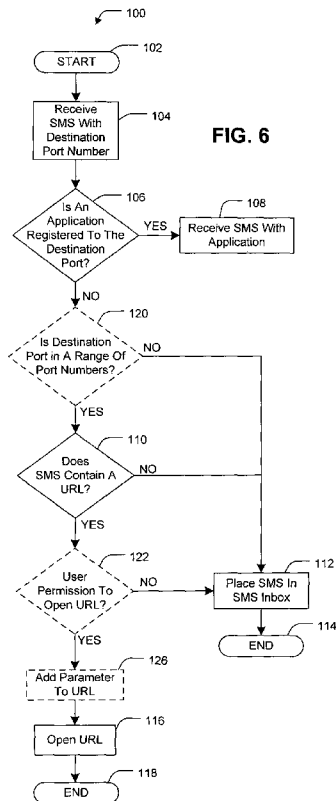 100
102
START
Receive
SMS With
Destination
Port Number
104
FIG. 6
106
Is An
Application
Registered To The
Destination
Port?
YES
108
Receive SMS With
Application
NO
120
Is Destination
Port in A Range Of
Port Numbers?
NO
YES
110
Does
SMS Contain A
URL?
NO
YES
122
User
Permission To
Open URL?
NO
112
Place SMS In
SMS Inbox
YES
114
END
126
Add Parameter
To URL
116
Open URL
118
END